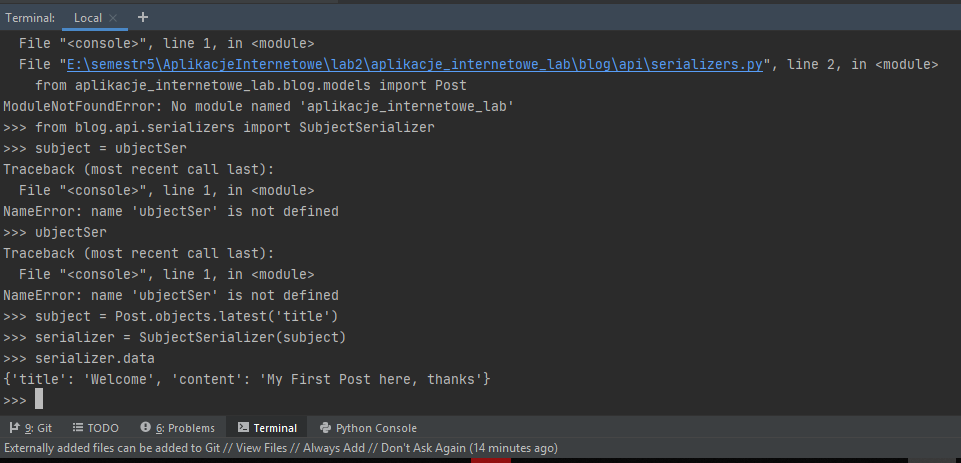 Terminal: Local × +
File "<console>", line 1, in <module>
File "E:\semestr5\AplikacjeInternetowe\lab2\aplikacje_internetowe_lab\blog\api\serializers.py", line 2, in <module>
from aplikacje_internetowe_lab.blog.models import Post
ModuleNotFoundError: No module named 'aplikacje_internetowe_lab'
>>> from blog.api.serializers import SubjectSerializer
>>> subject = ubjectSer
Traceback (most recent call last):
File "<console>", line 1, in <module>
NameError: name 'ubjectSer' is not defined
>>> ubjectSer
Traceback (most recent call last):
File "<console>", line 1, in <module>
NameError: name 'ubjectSer' is not defined
>>> subject = Post.objects.latest('title')
>>> serializer = SubjectSerializer(subject)
>>> serializer.data
{'title': 'Welcome', 'content': 'My First Post here, thanks'}
>>>
9: Git TODO 6: Problems Terminal Python Console
Externally added files can be added to Git // View Files // Always Add // Don't Ask Again (14 minutes ago)